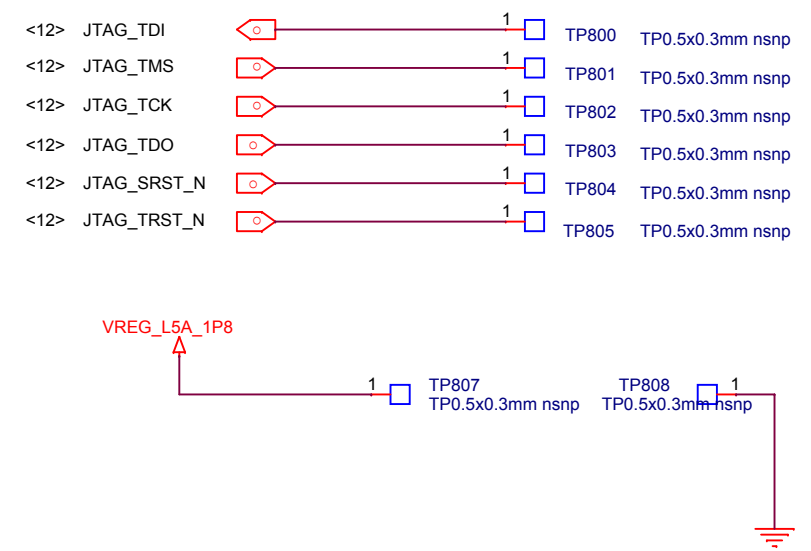 <12> JTAG_TDI 1 TP800 TP0.5x0.3mm nsnp
<12> JTAG_TMS 1 TP801 TP0.5x0.3mm nsnp
<12> JTAG_TCK 1 TP802 TP0.5x0.3mm nsnp
<12> JTAG_TDO 1 TP803 TP0.5x0.3mm nsnp
<12> JTAG_SRST_N 1 TP804 TP0.5x0.3mm nsnp
<12> JTAG_TRST_N 1 TP805 TP0.5x0.3mm nsnp
VREG_L5A_1P8
1 TP807 TP808 1
TP0.5x0.3mm nsnp TP0.5x0.3mm nsnp